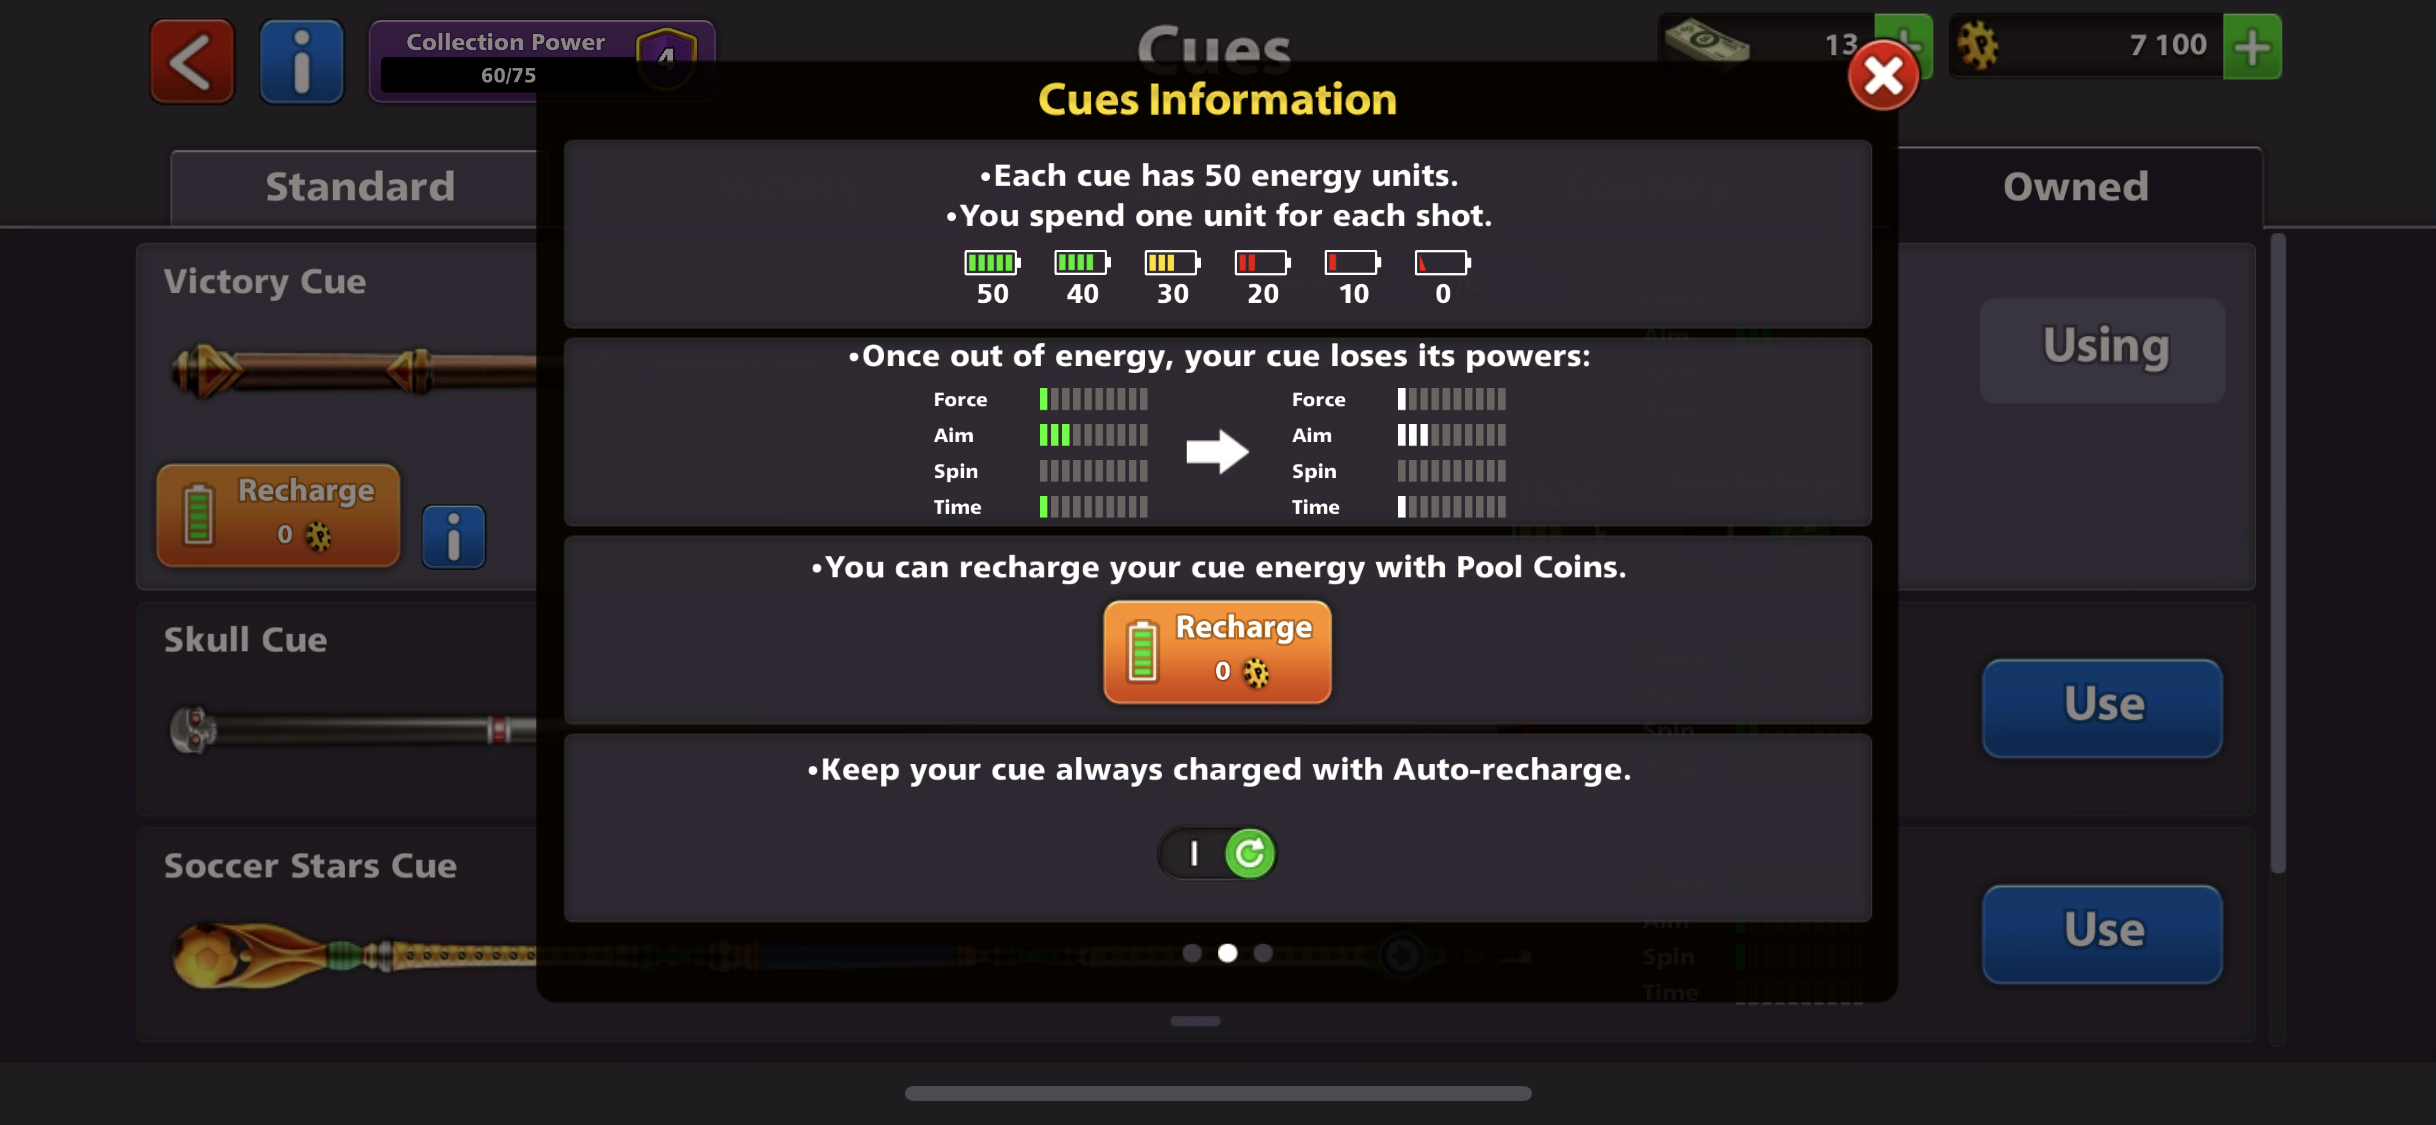 Collection Power
60/75
4
Cues
13
7 100
Cues Information
Standard
Owned
•Each cue has 50 energy units.
•You spend one unit for each shot.
50 40 30 20 10 0
•Once out of energy, your cue loses its powers:
Force Force
Aim Aim
Spin Spin
Time Time
•You can recharge your cue energy with Pool Coins.
Recharge
0
•Keep your cue always charged with Auto-recharge.
Victory Cue
Using
Recharge
0
Skull Cue
Use
Soccer Stars Cue
Use
Aim
Spin
Time